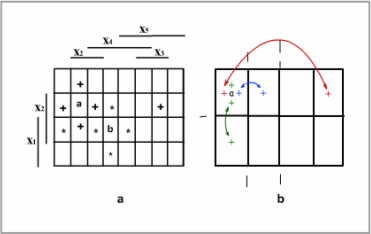 x₅
x₄
x₂ x₃
+
x₂ + a + * + + a + + +
x₁ * + * b * +
*
a b